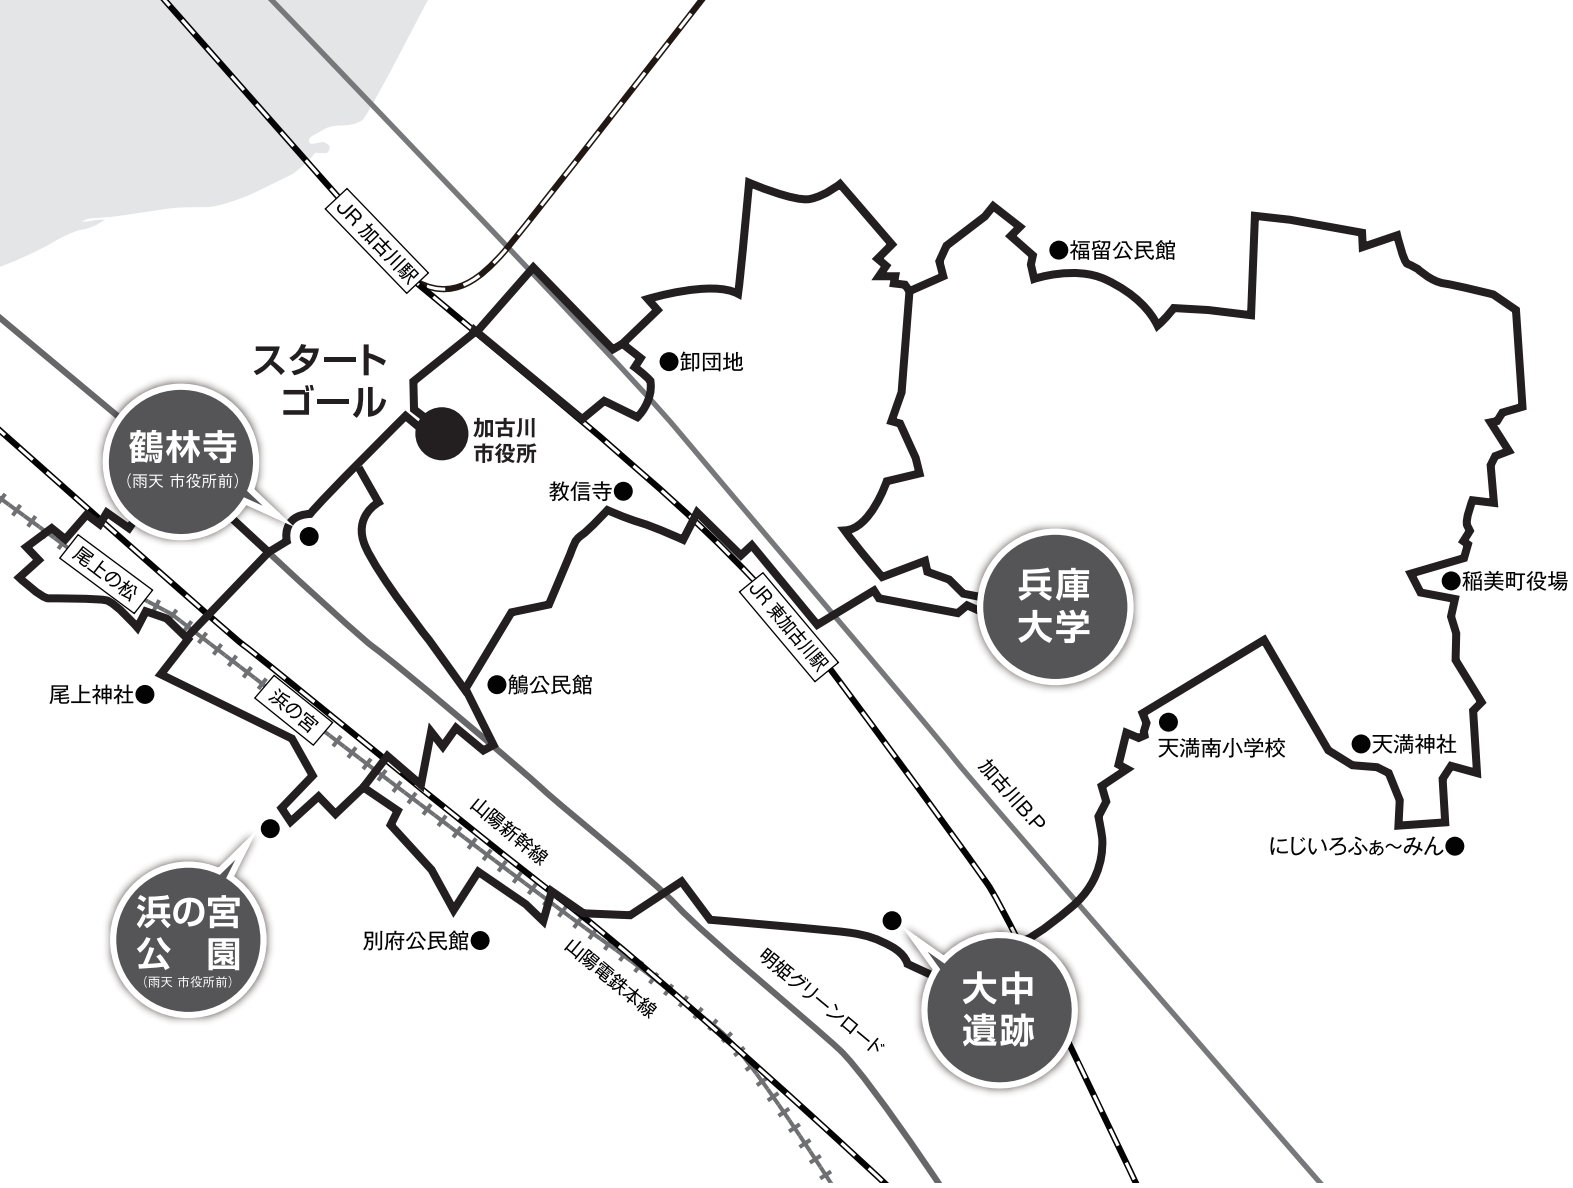 JR 加古川駅
福留公民館
スタート
ゴール
卸団地
加古川
市役所
鶴林寺
（雨天 市役所前）
教信寺
尾上の松
兵庫
大学
稲美町役場
JR 東加古川駅
尾上神社
浜の宮
鵤公民館
天満南小学校
天満神社
加古川B.P
山陽新幹線
にじいろふぁ〜みん
浜の宮
公　園
（雨天 市役所前）
別府公民館
山陽電鉄本線
明姫グリーンロード
大中
遺跡